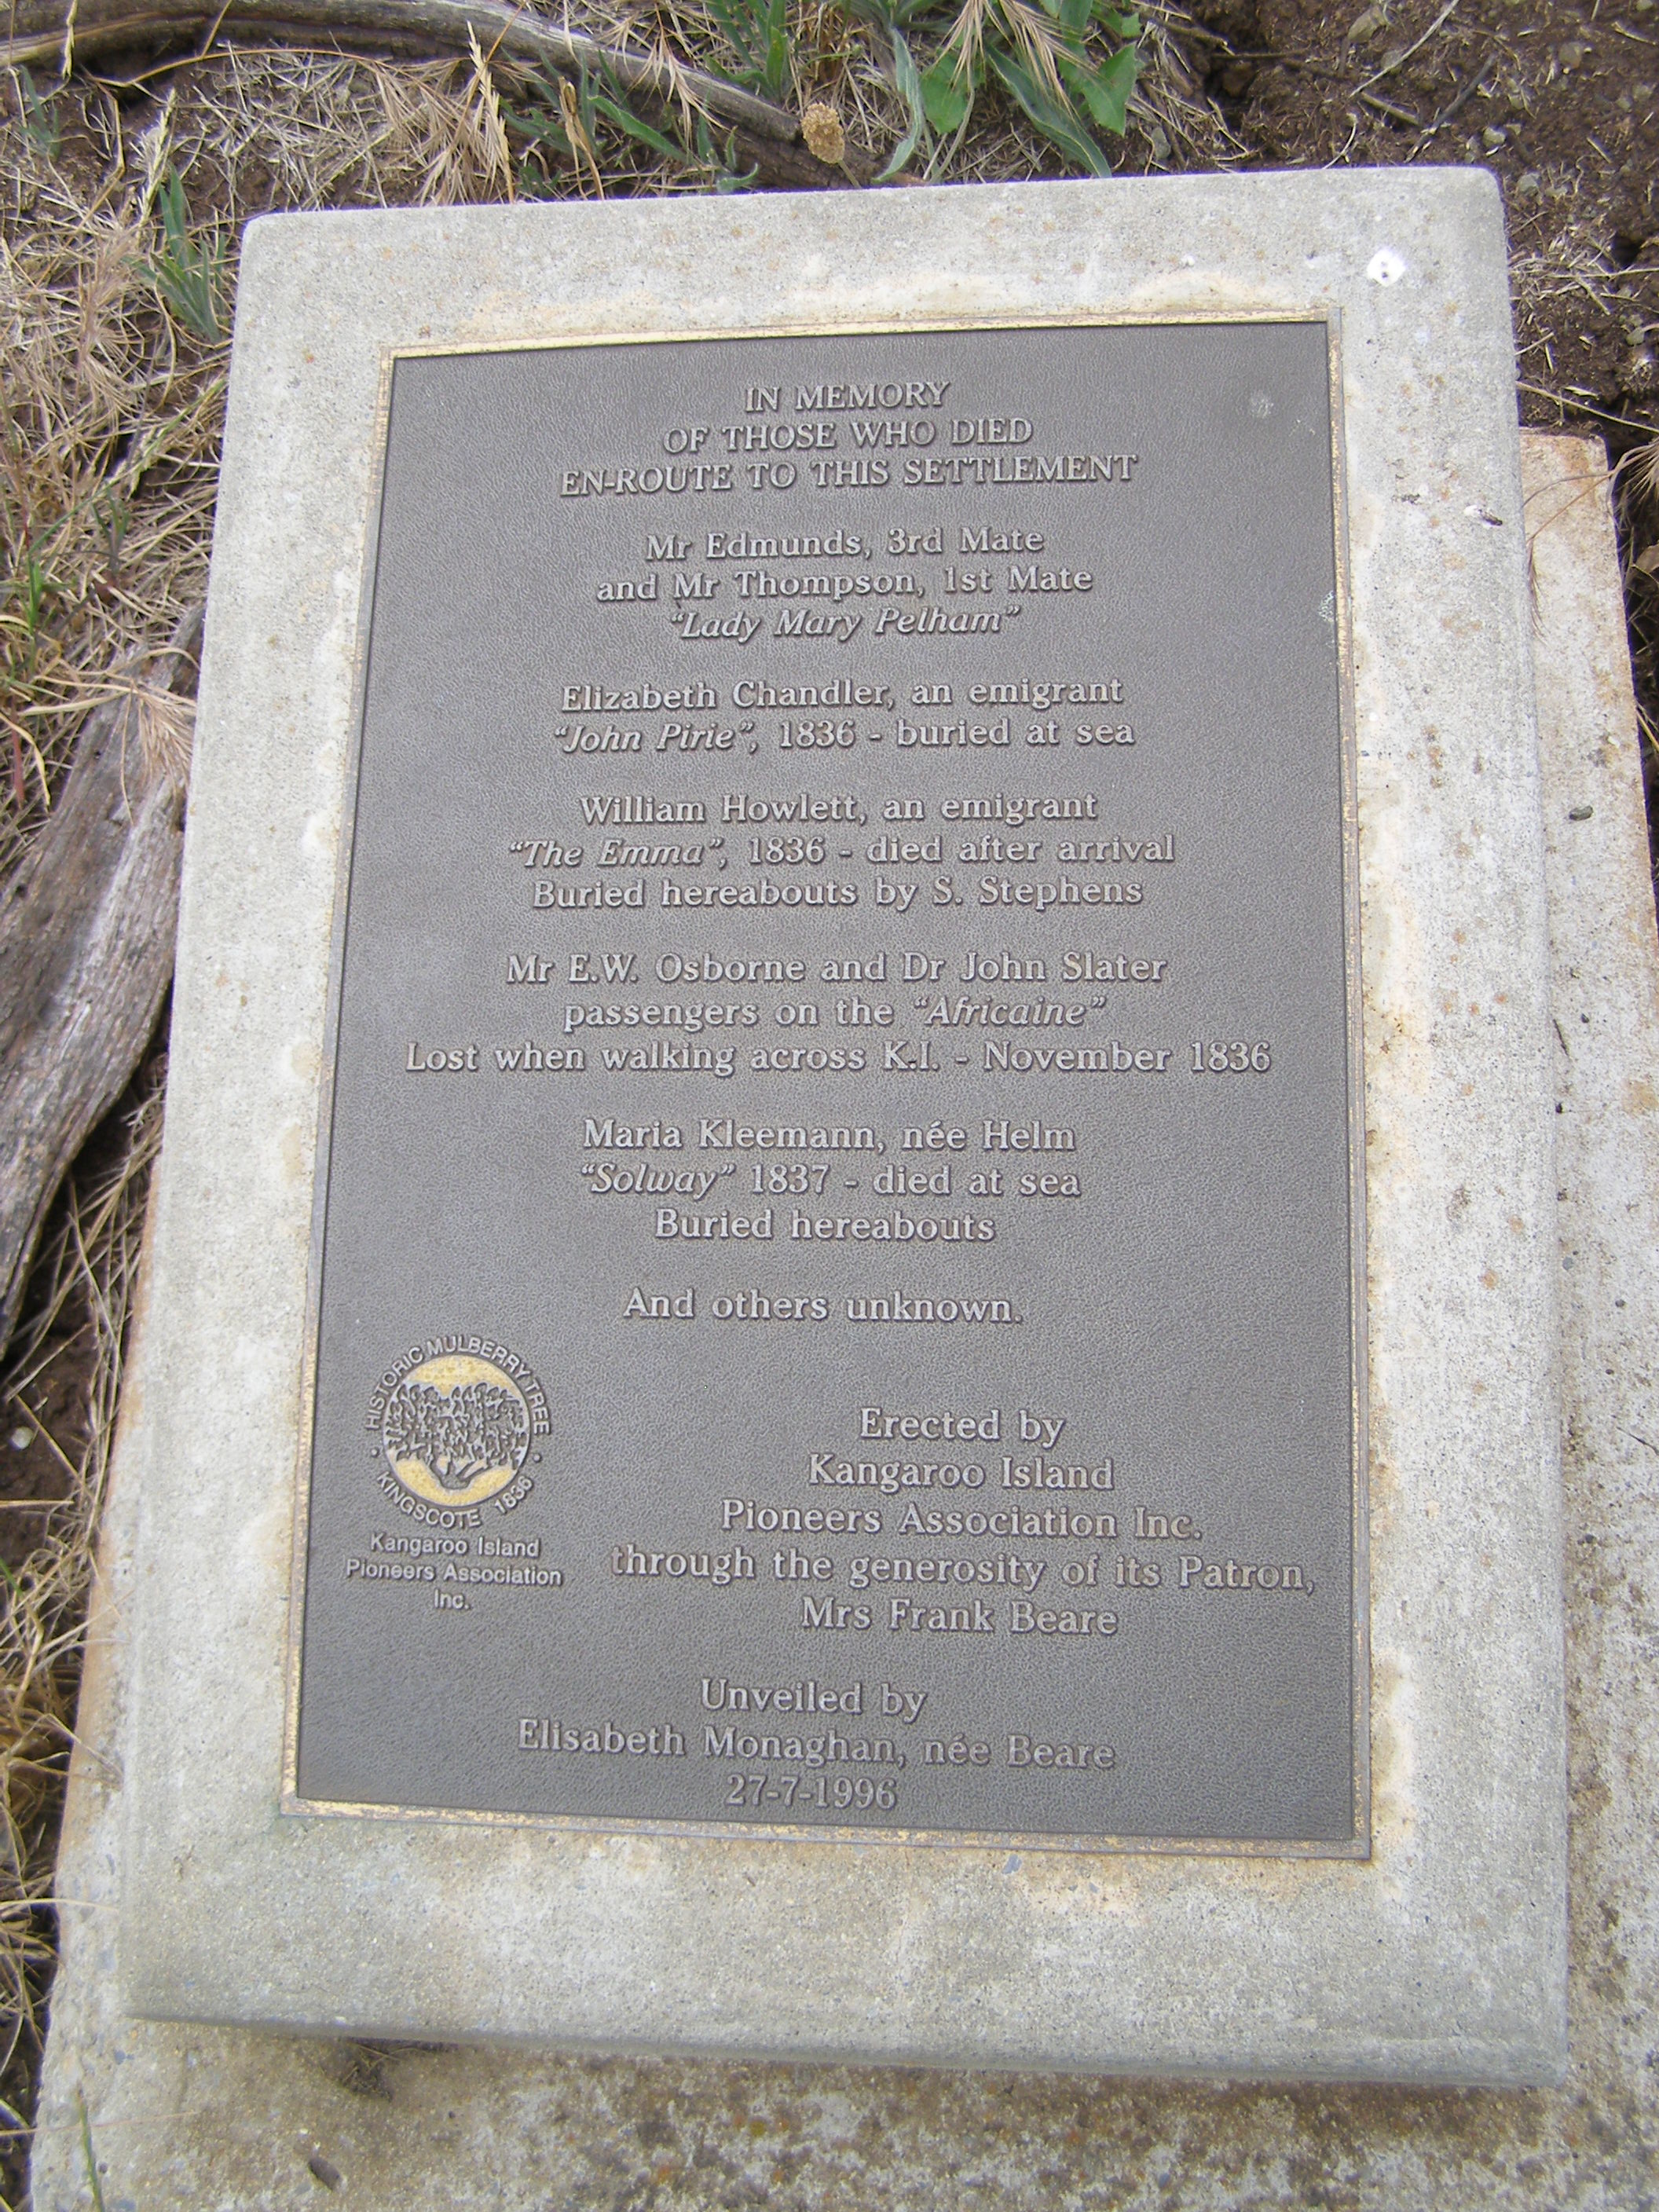 IN MEMORY
OF THOSE WHO DIED
EN-ROUTE TO THIS SETTLEMENT
Mr Edmunds, 3rd Mate
and Mr Thompson, 1st Mate
“Lady Mary Pelham”
Elizabeth Chandler, an emigrant
“John Pirie”, 1836 - buried at sea
William Howlett, an emigrant
“The Emma”, 1836 - died after arrival
Buried hereabouts by S. Stephens
Mr E.W. Osborne and Dr John Slater
passengers on the “Africaine”
Lost when walking across K.I. - November 1836
Maria Kleemann, née Helm
“Solway” 1837 - died at sea
Buried hereabouts
And others unknown.
• HISTORIC MULBERRY TREE •
KINGSCOTE 1836
Kangaroo Island
Pioneers Association
Inc.
Erected by
Kangaroo Island
Pioneers Association Inc.
through the generosity of its Patron,
Mrs Frank Beare
Unveiled by
Elisabeth Monaghan, née Beare
27-7-1996